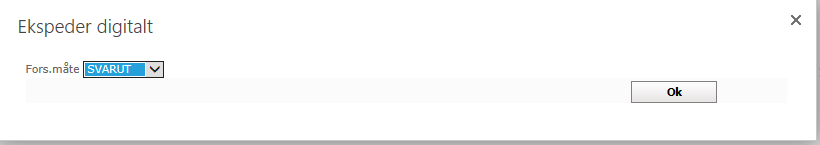 Ekspeder digitalt
Fors.måte SVARUT
Ok